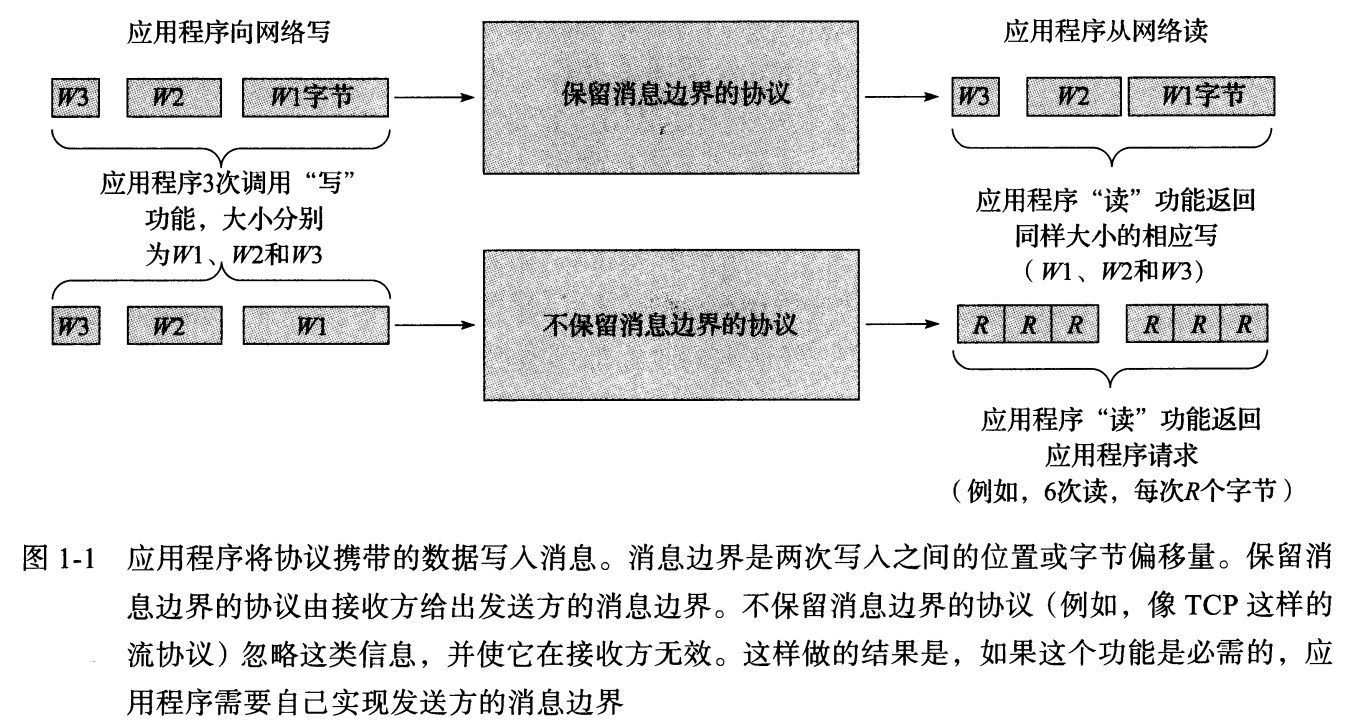 应用程序向网络写
应用程序从网络读
W3 W2 W1字节
保留消息边界的协议
W3 W2 W1字节
应用程序3次调用“写”
功能，大小分别
为W1、W2和W3
应用程序“读”功能返回
同样大小的相应写
（W1、W2和W3）
W3 W2 W1
不保留消息边界的协议
R R R R R R
应用程序“读”功能返回
应用程序请求
（例如，6次读，每次R个字节）
图 1-1 应用程序将协议携带的数据写入消息。消息边界是两次写入之间的位置或字节偏移量。保留消
息边界的协议由接收方给出发送方的消息边界。不保留消息边界的协议（例如，像 TCP 这样的
流协议）忽略这类信息，并使它在接收方无效。这样做的结果是，如果这个功能是必需的，应
用程序需要自己实现发送方的消息边界